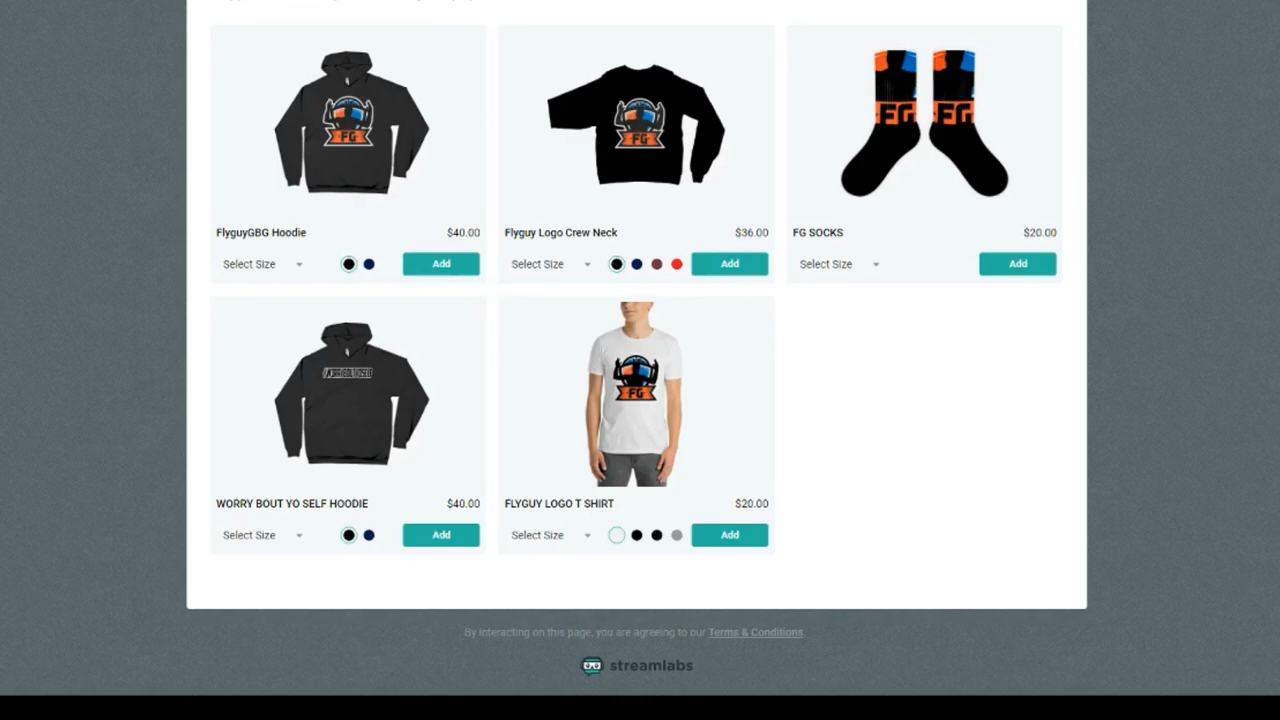 FG
FG
FG FG
FlyguyGBG Hoodie $40.00
Flyguy Logo Crew Neck $36.00
FG SOCKS $20.00
Select Size Add
Select Size Add
Select Size Add
FG
WORRY BOUT YO SELF HOODIE $40.00
FLYGUY LOGO T SHIRT $20.00
Select Size Add
Select Size Add
By interacting on this page, you are agreeing to our Terms & Conditions.
streamlabs